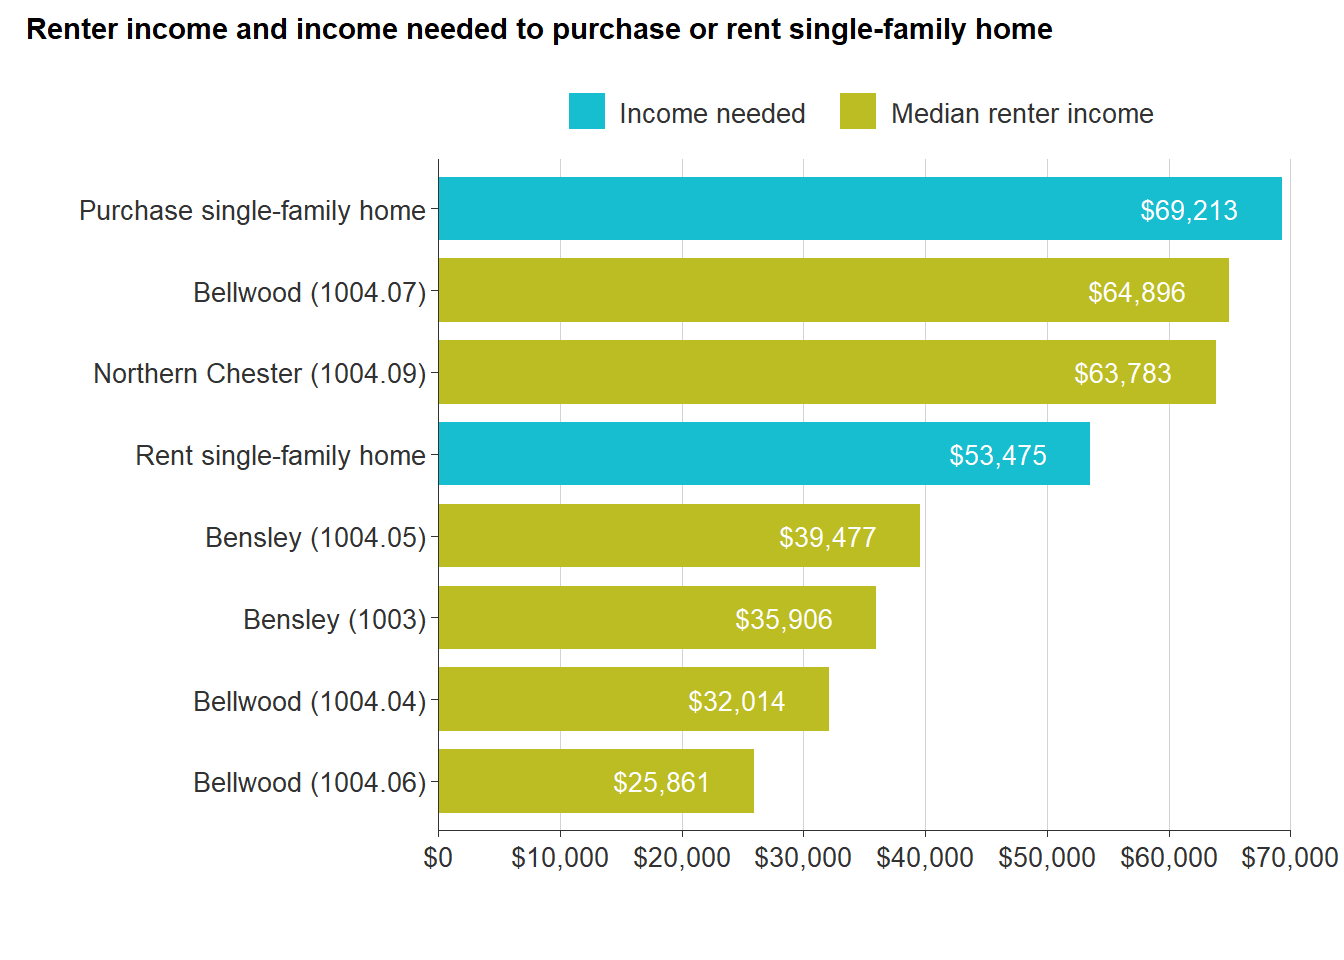 Renter income and income needed to purchase or rent single-family home
Income needed Median renter income
Purchase single-family home $69,213
Bellwood (1004.07) $64,896
Northern Chester (1004.09) $63,783
Rent single-family home $53,475
Bensley (1004.05) $39,477
Bensley (1003) $35,906
Bellwood (1004.04) $32,014
Bellwood (1004.06) $25,861
$0 $10,000 $20,000 $30,000 $40,000 $50,000 $60,000 $70,000